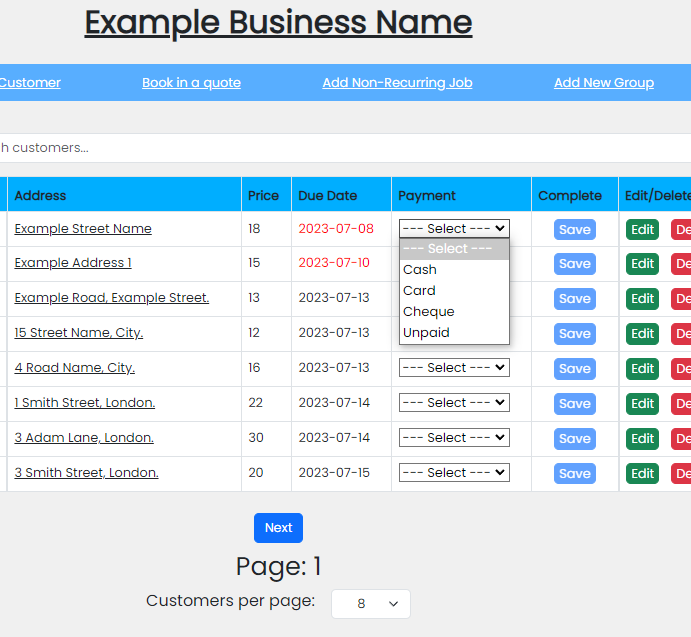 Example Business Name
Customer Book in a quote Add Non-Recurring Job Add New Group
h customers...
Address Price Due Date Payment Complete Edit/Delete
Example Street Name 18 2023-07-08 --- Select --- Save Edit De
--- Select ---
Example Address 1 15 2023-07-10 Cash Save Edit De
Card
Example Road, Example Street. 13 2023-07-13 Save Edit De
Cheque
15 Street Name, City. 12 2023-07-13 Unpaid Save Edit De
4 Road Name, City. 16 2023-07-13 --- Select --- Save Edit De
1 Smith Street, London. 22 2023-07-14 --- Select --- Save Edit De
3 Adam Lane, London. 30 2023-07-14 --- Select --- Save Edit De
3 Smith Street, London. 20 2023-07-15 --- Select --- Save Edit De
Next
Page: 1
Customers per page: 8